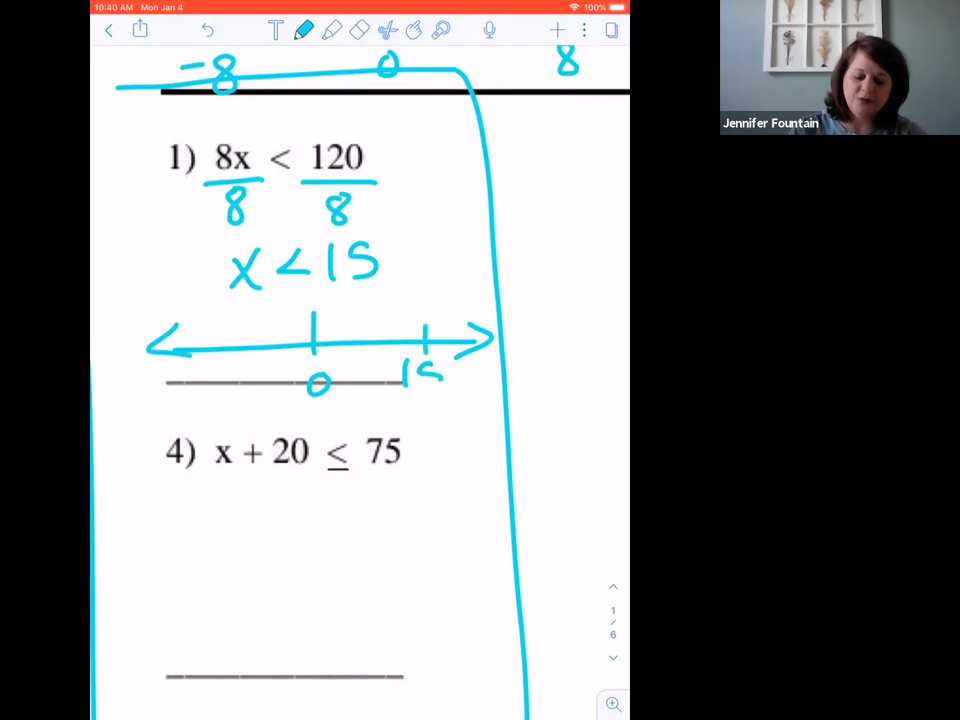 10:40 AM Mon Jan 4
100%
T
-8 0 8
Jennifer Fountain
1) 8x < 120
8 8
x < 15
0 15
4) x + 20 ≤ 75
1
/
6